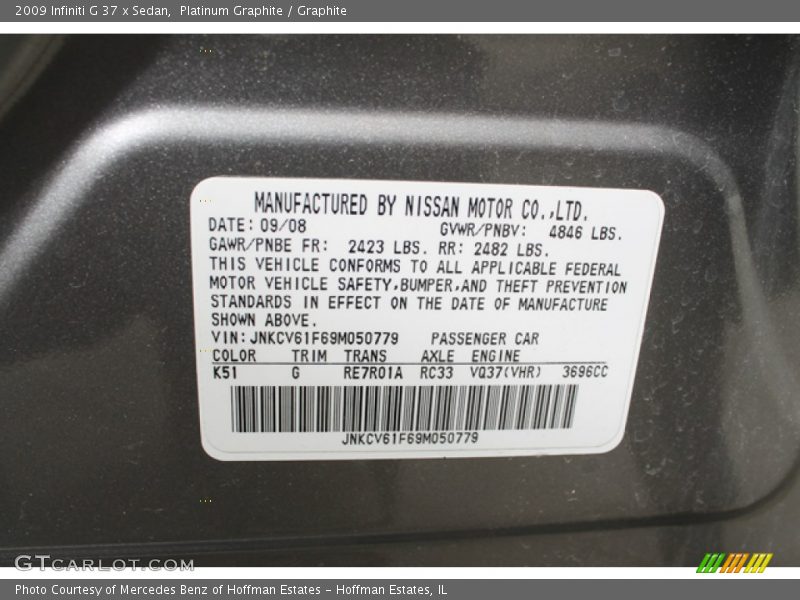 2009 Infiniti G 37 x Sedan,  Platinum Graphite / Graphite
MANUFACTURED BY NISSAN MOTOR CO.,LTD.
DATE: 09/08 GVWR/PNBV: 4846 LBS.
GAWR/PNBE FR: 2423 LBS. RR: 2482 LBS.
THIS VEHICLE CONFORMS TO ALL APPLICABLE FEDERAL
MOTOR VEHICLE SAFETY,BUMPER,AND THEFT PREVENTION
STANDARDS IN EFFECT ON THE DATE OF MANUFACTURE
SHOWN ABOVE.
VIN: JNKCV61F69M050779 PASSENGER CAR
COLOR TRIM TRANS AXLE ENGINE
K51 G RE7R01A RC33 VQ37(VHR) 3696CC
JNKCV61F69M050779
GTCARLOT.COM
Photo Courtesy of Mercedes Benz of Hoffman Estates – Hoffman Estates, IL